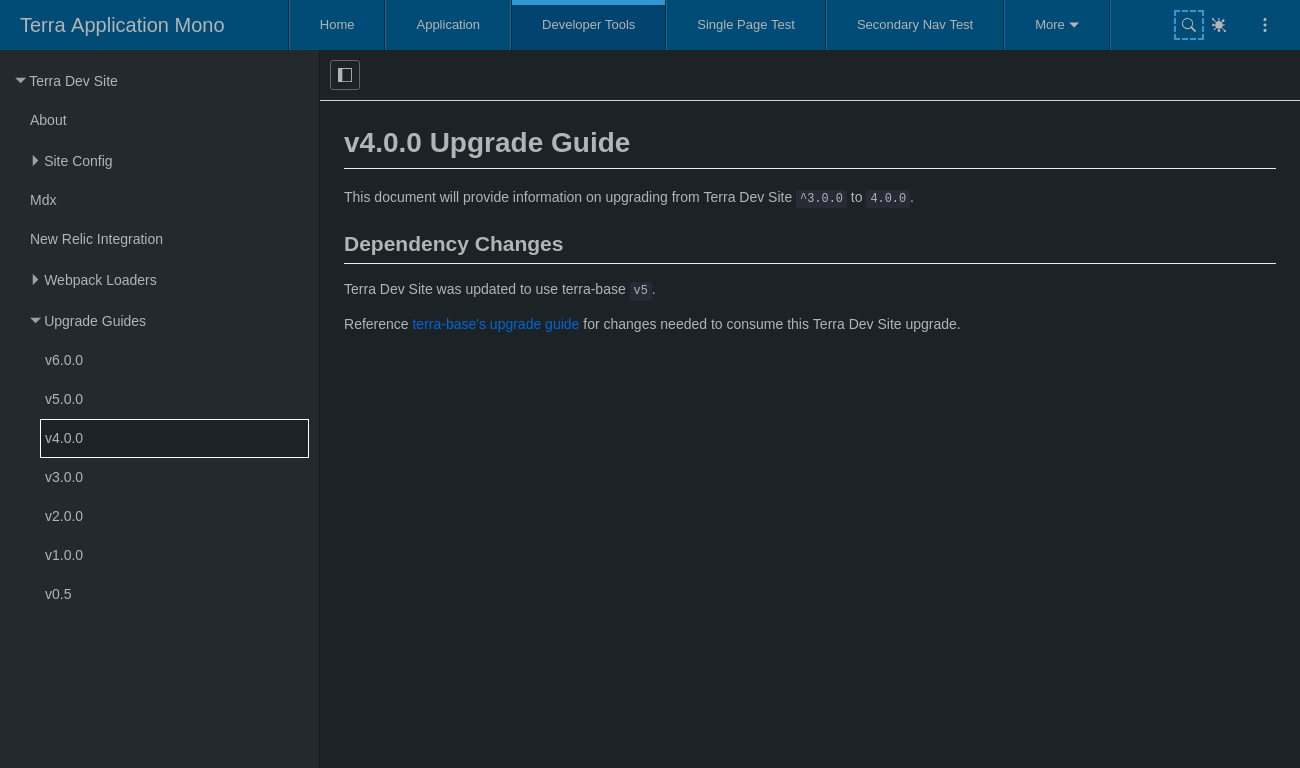 Terra Application Mono
Home
Application
Developer Tools
Single Page Test
Secondary Nav Test
More
Terra Dev Site
About
Site Config
Mdx
New Relic Integration
Webpack Loaders
Upgrade Guides
v6.0.0
v5.0.0
v4.0.0
v3.0.0
v2.0.0
v1.0.0
v0.5
v4.0.0 Upgrade Guide
This document will provide information on upgrading from Terra Dev Site ^3.0.0 to 4.0.0.
Dependency Changes
Terra Dev Site was updated to use terra-base v5.
Reference terra-base's upgrade guide for changes needed to consume this Terra Dev Site upgrade.